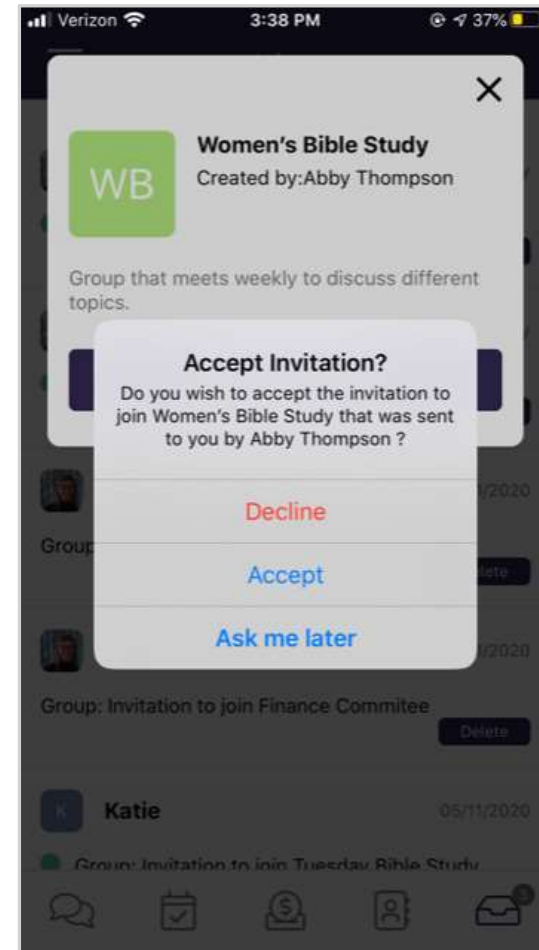 Verizon 3:38 PM 37%
WB
Women's Bible Study
Created by:Abby Thompson
Group that meets weekly to discuss different
topics.
Accept Invitation?
Do you wish to accept the invitation to
join Women's Bible Study that was sent
to you by Abby Thompson ?
Decline
/2020
Group
Accept
Ask me later
/2020
Group: Invitation to join Finance Commitee
Delete
K Katie 05/11/2020
Group: Invitation to join Tuesday Bible Study